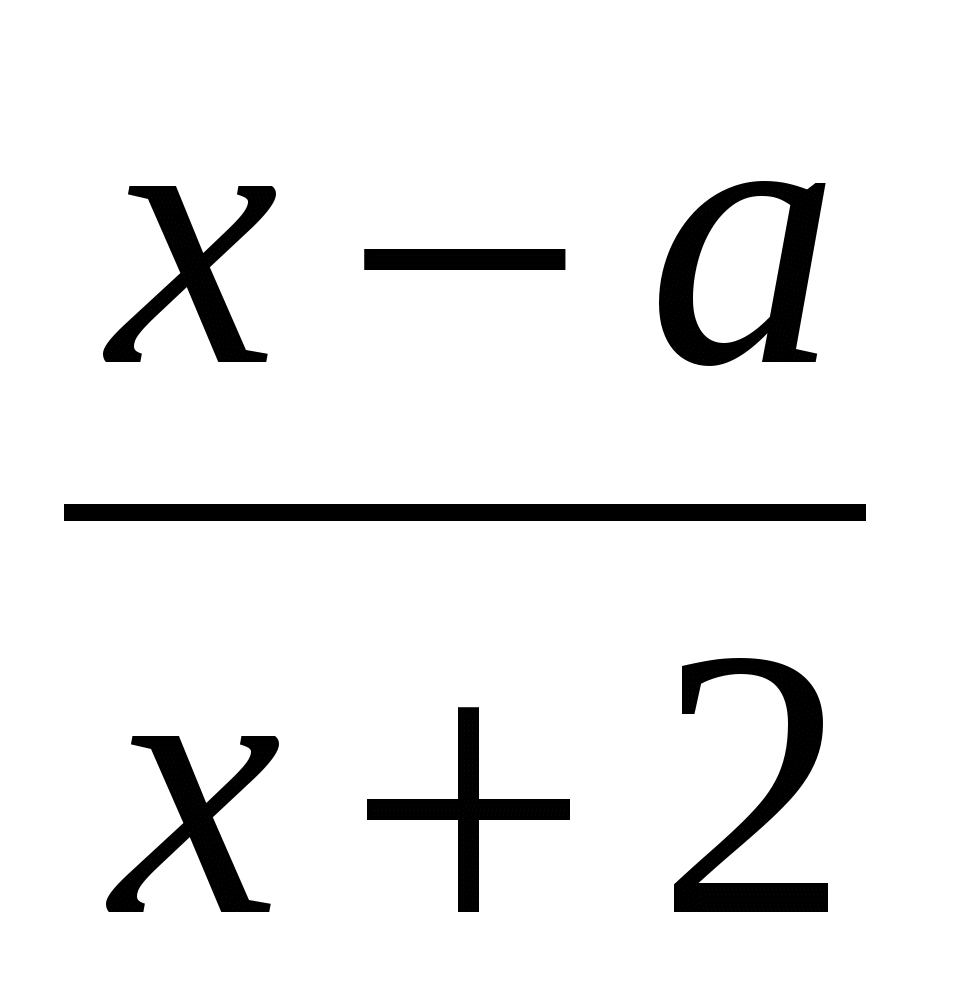 x − a
x + 2